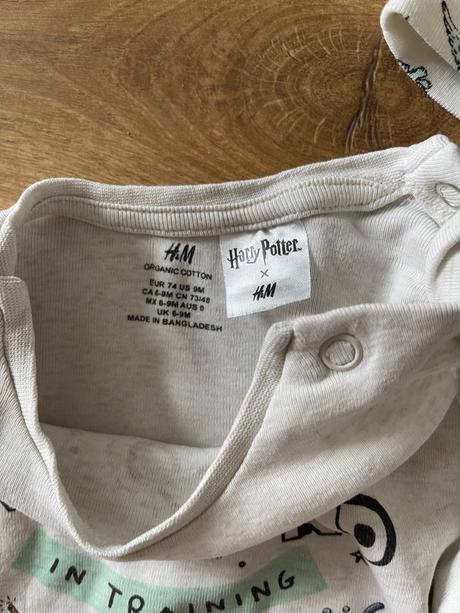 H&M
ORGANIC COTTON
EUR 74 US 9M
CA 6-9M CN 73/48
MX 6-9M AUS 0
UK 6-9M
MADE IN BANGLADESH
Harry Potter™
×
H&M
IN TRAINING